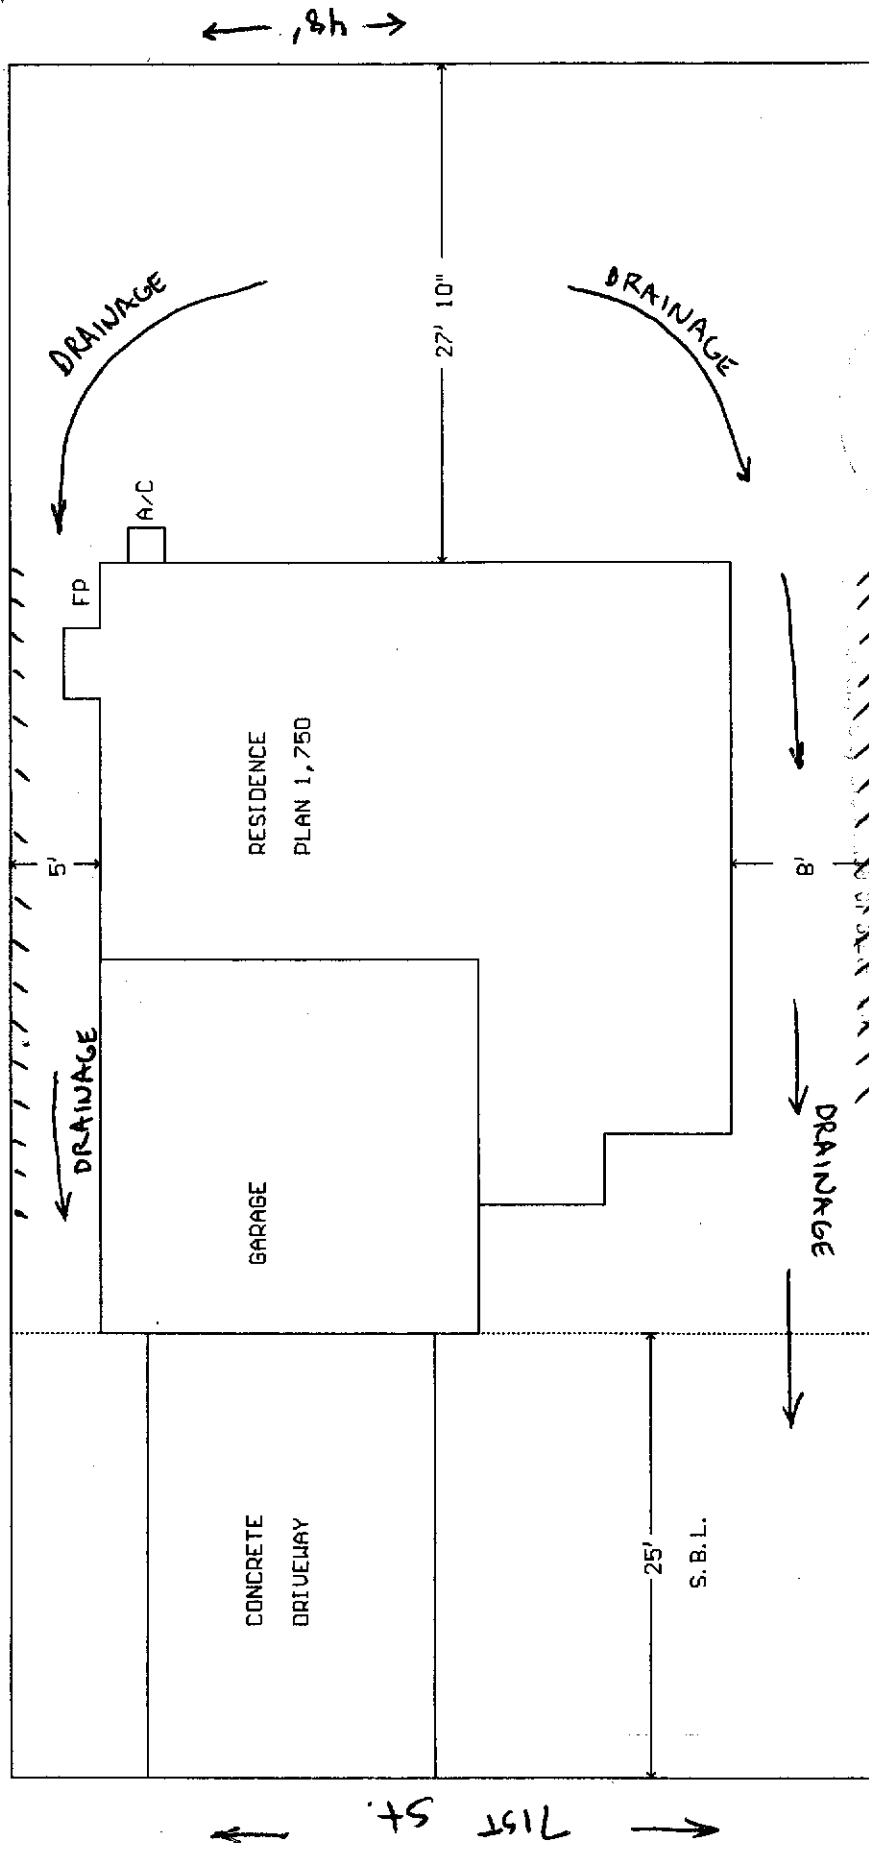 48'
DRAINAGE
DRAINAGE
27' 10"
A/C
FP
RESIDENCE
PLAN 1,750
5'
8'
DRAINAGE
DRAINAGE
GARAGE
CONCRETE
DRIVEWAY
25'
S.B.L.
71ST St.